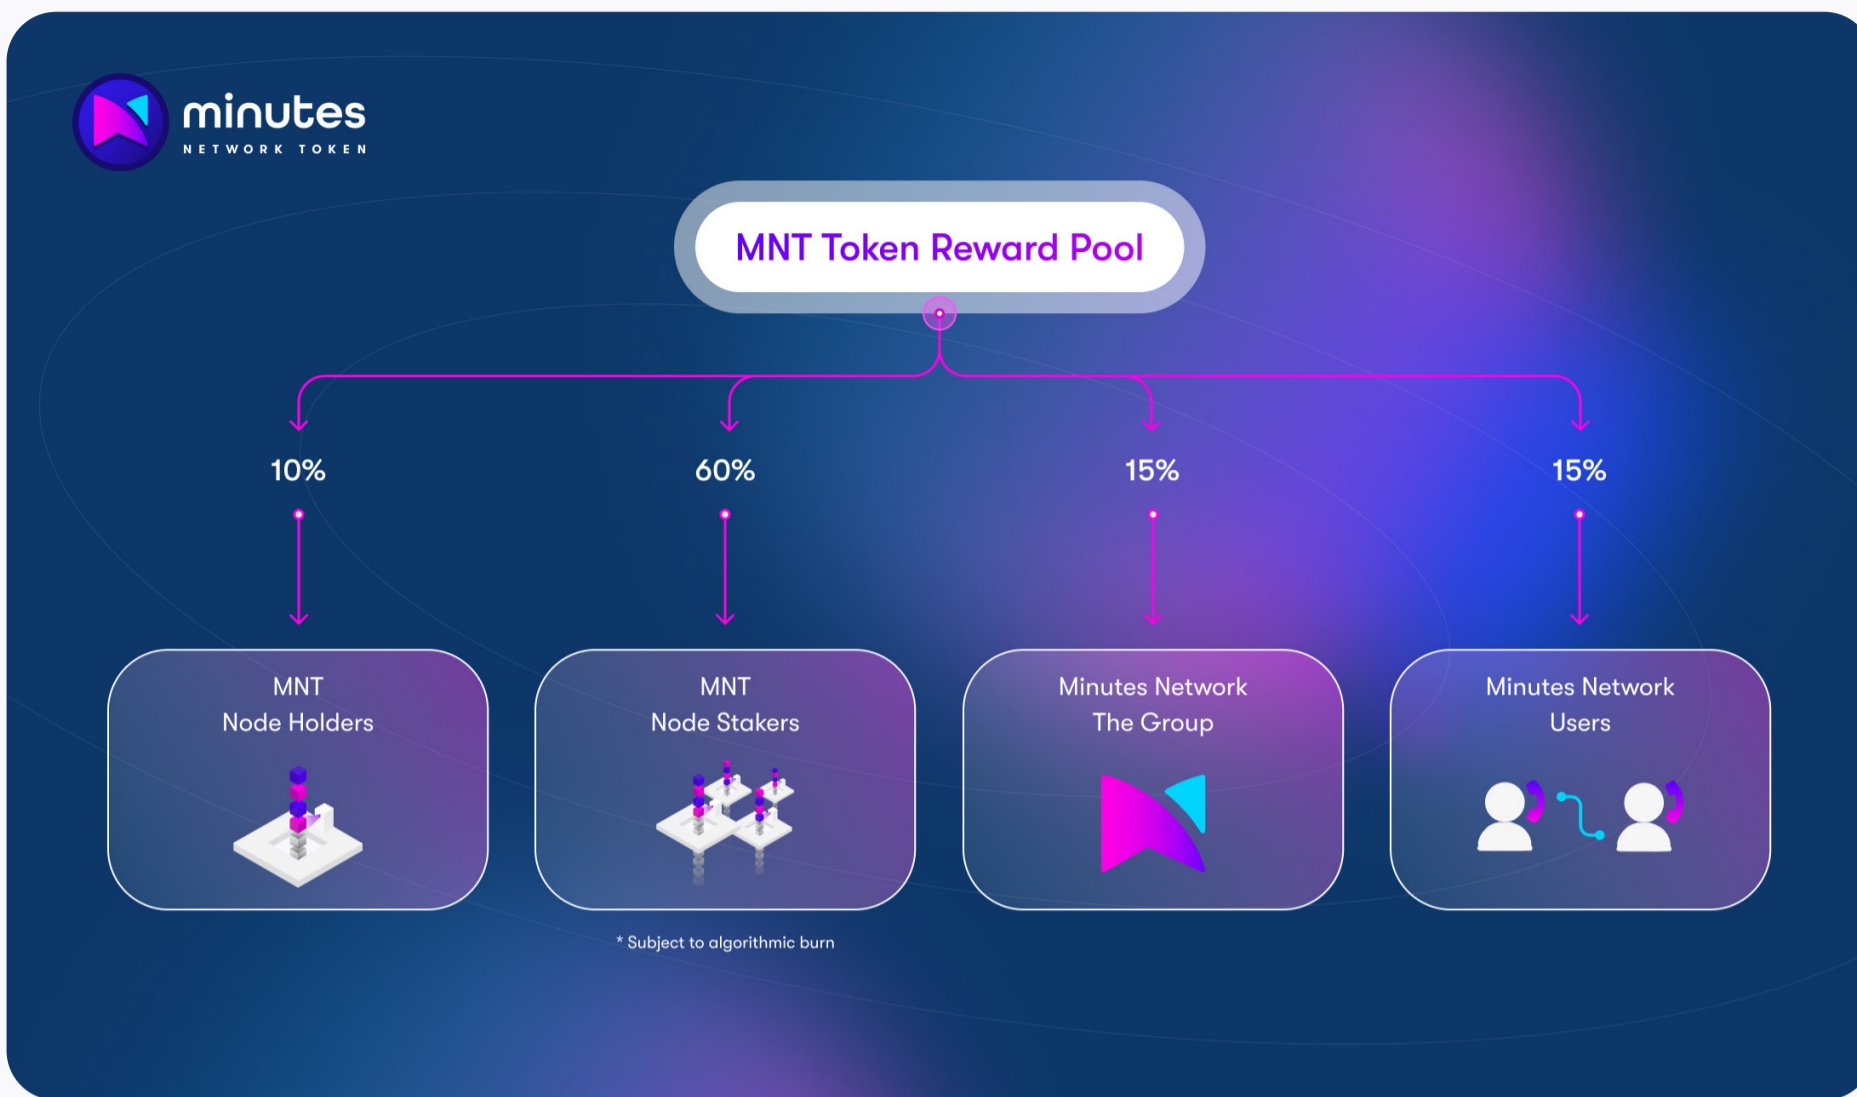 minutes
NETWORK TOKEN
MNT Token Reward Pool
10%
60%
15%
15%
MNT
Node Holders
MNT
Node Stakers
Minutes Network
The Group
Minutes Network
Users
* Subject to algorithmic burn